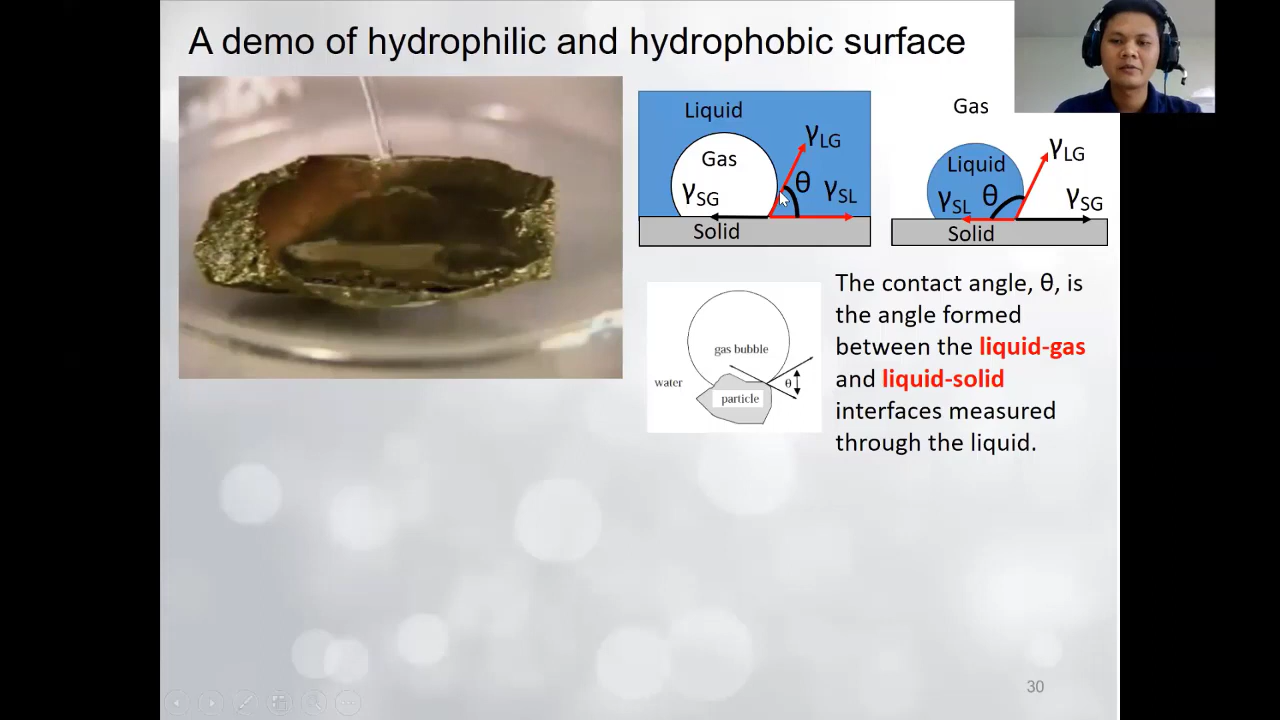 A demo of hydrophilic and hydrophobic surface
Liquid
Gas
γLG
θ
γSG
γSL
Solid
Gas
Liquid
γLG
γSL
θ
γSG
Solid
gas bubble
water
θ
particle
The contact angle, θ, is
the angle formed
between the liquid-gas
and liquid-solid
interfaces measured
through the liquid.
30